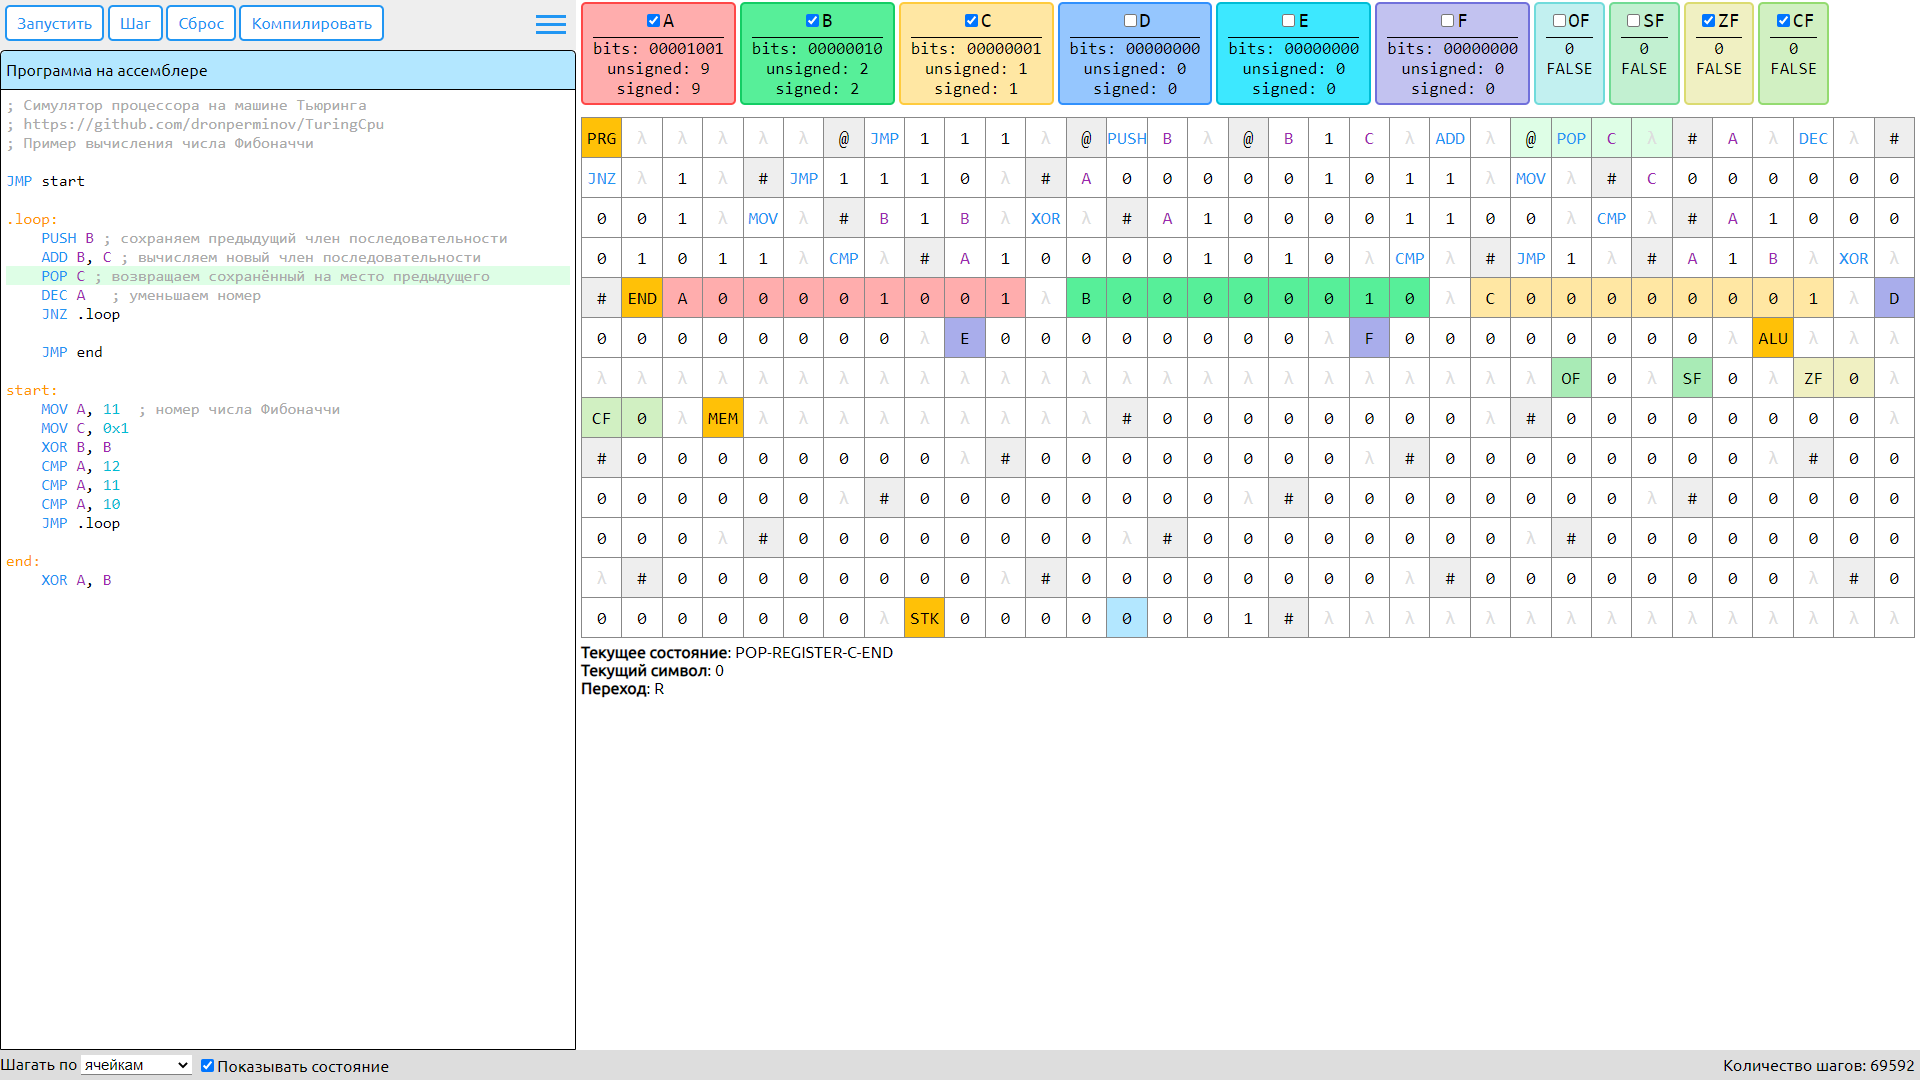 Запустить Шаг Сброс Компилировать
Программа на ассемблере
; Симулятор процессора на машине Тьюринга
; https://github.com/dronperminov/TuringCpu
; Пример вычисления числа Фибоначчи
JMP start
.loop:
PUSH B ; сохраняем предыдущий член последовательности
ADD B, C ; вычисляем новый член последовательности
POP C ; возвращаем сохранённый на место предыдущего
DEC A ; уменьшаем номер
JNZ .loop
JMP end
start:
MOV A, 11 ; номер числа Фибоначчи
MOV C, 0x1
XOR B, B
CMP A, 12
CMP A, 11
CMP A, 10
JMP .loop
end:
XOR A, B
A B C D E F OF SF ZF CF
bits: 00001001 bits: 00000010 bits: 00000001 bits: 00000000 bits: 00000000 bits: 00000000 0 0 0 0
unsigned: 9 unsigned: 2 unsigned: 1 unsigned: 0 unsigned: 0 unsigned: 0 FALSE FALSE FALSE FALSE
signed: 9 signed: 2 signed: 1 signed: 0 signed: 0 signed: 0
PRG λ λ λ λ λ @ JMP 1 1 1 λ @ PUSH B λ @ B 1 C λ ADD λ @ POP C λ # A λ DEC λ #
JNZ λ 1 λ # JMP 1 1 1 0 λ # A 0 0 0 0 1 0 1 1 λ MOV λ # C 0 0 0 0 0 0
0 0 1 λ MOV λ # B 1 B λ XOR λ # A 1 0 0 0 0 1 1 0 0 λ CMP λ # A 1 0 0 0
0 1 0 1 1 λ CMP λ # A 1 0 0 0 0 1 0 1 0 λ CMP λ # JMP 1 λ # A 1 B λ XOR λ
# END A 0 0 0 0 1 0 0 1 λ B 0 0 0 0 0 0 1 0 λ C 0 0 0 0 0 0 0 1 λ D
0 0 0 0 0 0 0 0 λ E 0 0 0 0 0 0 0 0 λ F 0 0 0 0 0 0 0 0 λ ALU λ λ λ
λ λ λ λ λ λ λ λ λ λ λ λ λ λ λ λ λ λ λ λ λ λ λ λ OF 0 λ SF 0 λ ZF 0 λ
CF 0 λ MEM λ λ λ λ λ λ λ λ λ # 0 0 0 0 0 0 0 0 λ # 0 0 0 0 0 0 0 0 λ
# 0 0 0 0 0 0 0 0 λ # 0 0 0 0 0 0 0 0 λ # 0 0 0 0 0 0 0 0 λ # 0 0
0 0 0 0 0 0 λ # 0 0 0 0 0 0 0 0 λ # 0 0 0 0 0 0 0 0 λ # 0 0 0 0 0
0 0 0 λ # 0 0 0 0 0 0 0 0 λ # 0 0 0 0 0 0 0 0 λ # 0 0 0 0 0 0 0 0
λ # 0 0 0 0 0 0 0 0 λ # 0 0 0 0 0 0 0 0 λ # 0 0 0 0 0 0 0 0 λ # 0
0 0 0 0 0 0 0 λ STK 0 0 0 0 0 0 0 1 # λ λ λ λ λ λ λ λ λ λ λ λ λ λ λ
Текущее состояние: POP-REGISTER-C-END
Текущий символ: 0
Переход: R
Шагать по ячейкам Показывать состояние Количество шагов: 69592